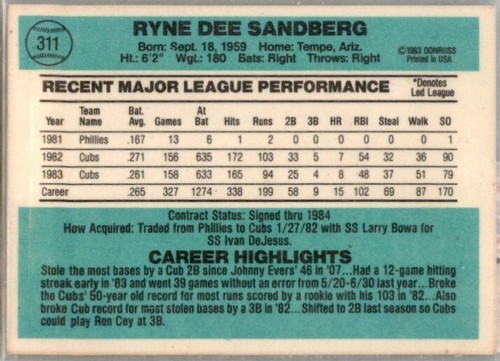 311
RYNE DEE SANDBERG
Born: Sept. 18, 1959 Home: Tempe, Ariz.
Ht.: 6'2" Wgt.: 180 Bats: Right Throws: Right
©1983 DONRUSS
Printed in USA
RECENT MAJOR LEAGUE PERFORMANCE
*Denotes
Led League
Year Team Name Bat. Avg. Games At Bat Hits Runs 2B 3B HR RBI Steal Walk SO
1981 Phillies .167 13 6 1 2 0 0 0 0 0 0 1
1982 Cubs .271 156 635 172 103 33 5 7 54 32 36 90
1983 Cubs .261 158 633 165 94 25 4 8 48 37 51 79
Career .265 327 1274 338 199 58 9 15 102 69 87 170
Contract Status: Signed thru 1984
How Acquired: Traded from Phillies to Cubs 1/27/82 with SS Larry Bowa for
SS Ivan DeJesus.
CAREER HIGHLIGHTS
Stole the most bases by a Cub 2B since Johnny Evers' 46 in '07...Had a 12-game hitting
streak early in '83 and went 39 games without an error from 5/20-6/30 last year...Broke
the Cubs' 50-year old record for most runs scored by a rookie with his 103 in '82...Also
broke Cub record for most stolen bases by a 3B in '82...Shifted to 2B last season so Cubs
could play Ron Cey at 3B.